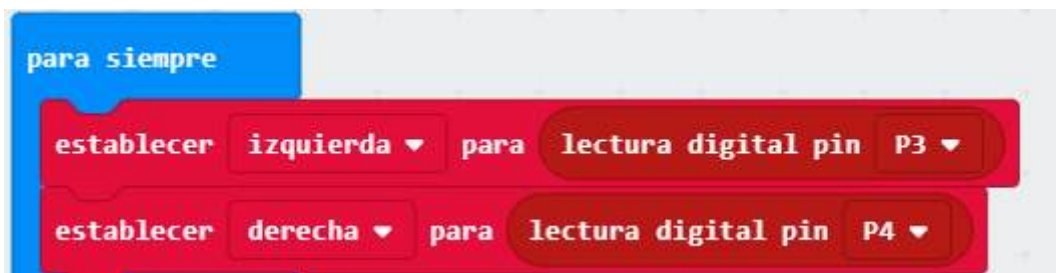 para siempre
establecer izquierda para lectura digital pin P3
establecer derecha para lectura digital pin P4